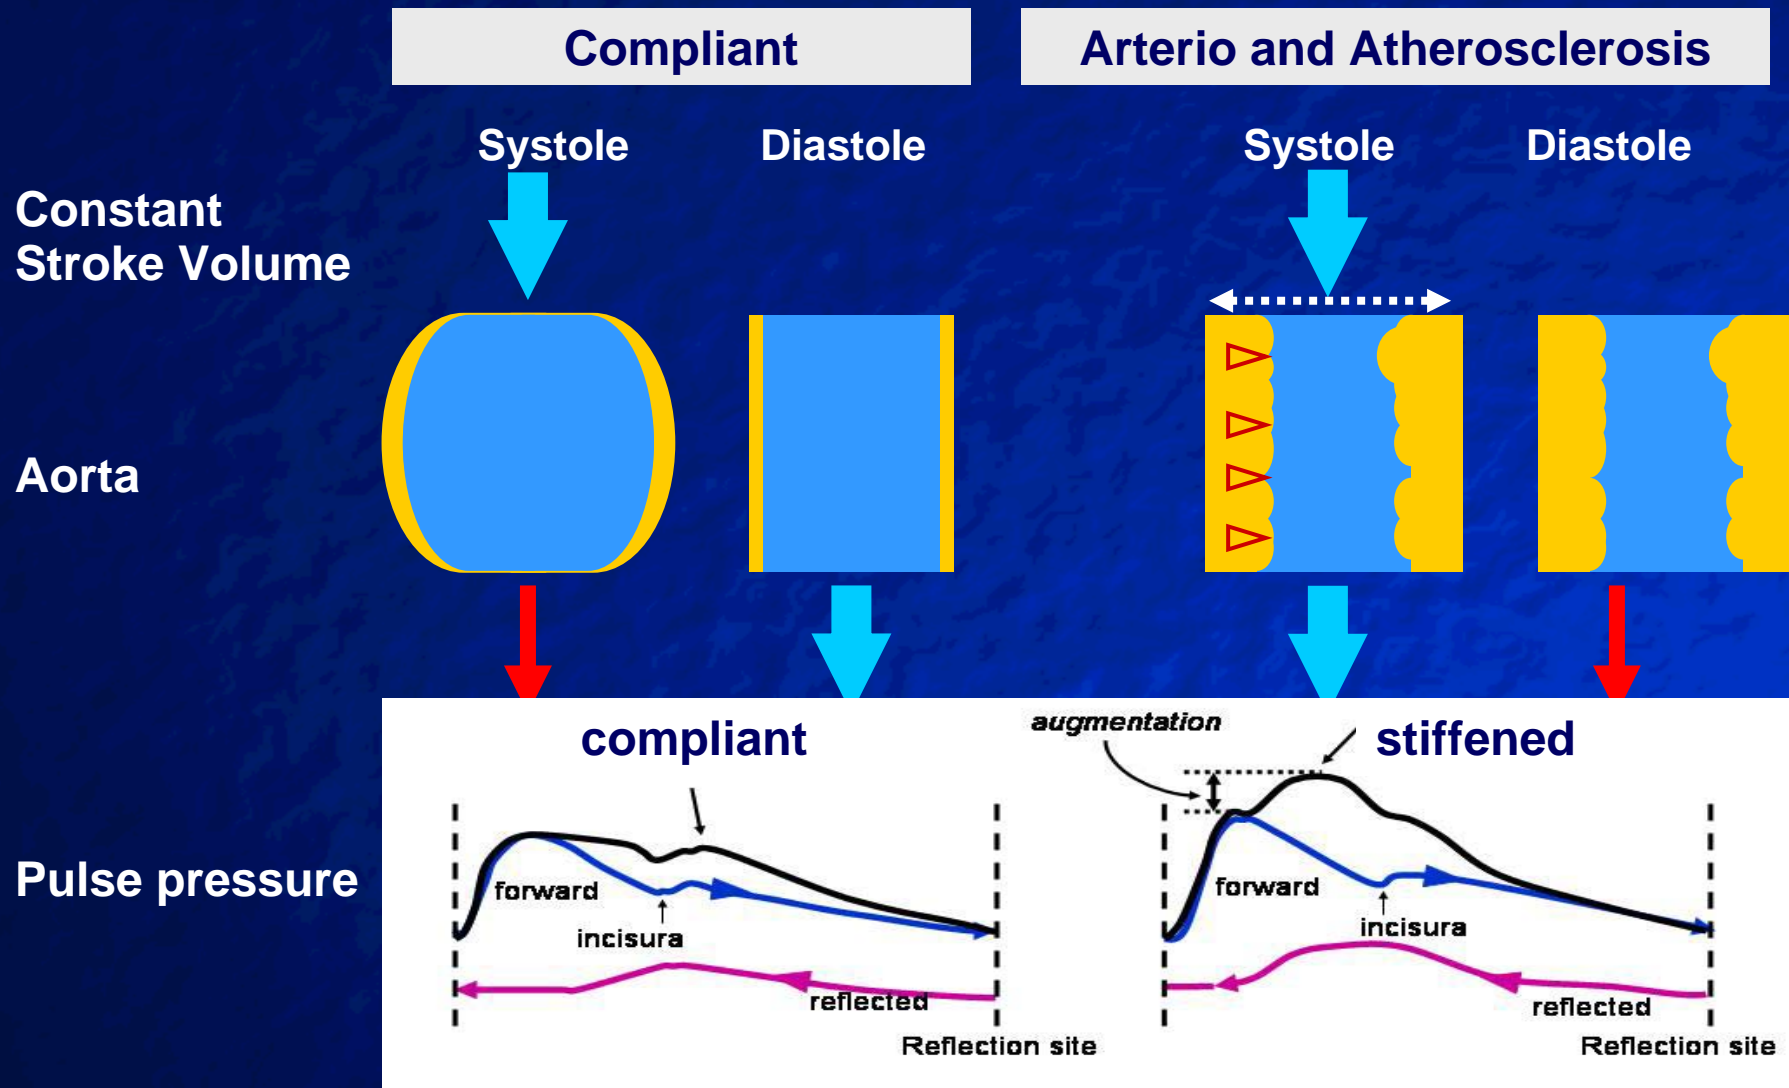 Compliant
Arterio and Atherosclerosis
Systole
Diastole
Systole
Diastole
Constant
Stroke Volume
Aorta
Pulse pressure
compliant
forward
incisura
reflected
Reflection site
augmentation
stiffened
forward
incisura
reflected
Reflection site